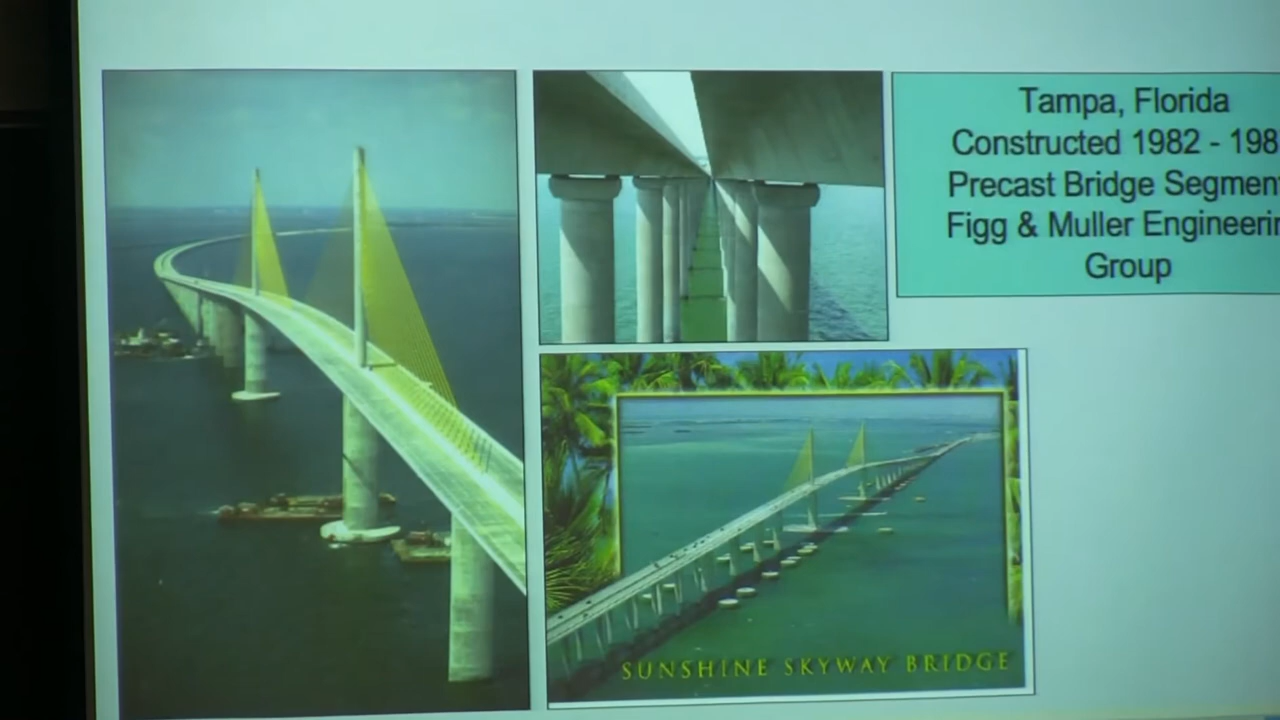 Tampa, Florida
Constructed 1982 - 198
Precast Bridge Segment
Figg & Muller Engineerin
Group
SUNSHINE SKYWAY BRIDGE